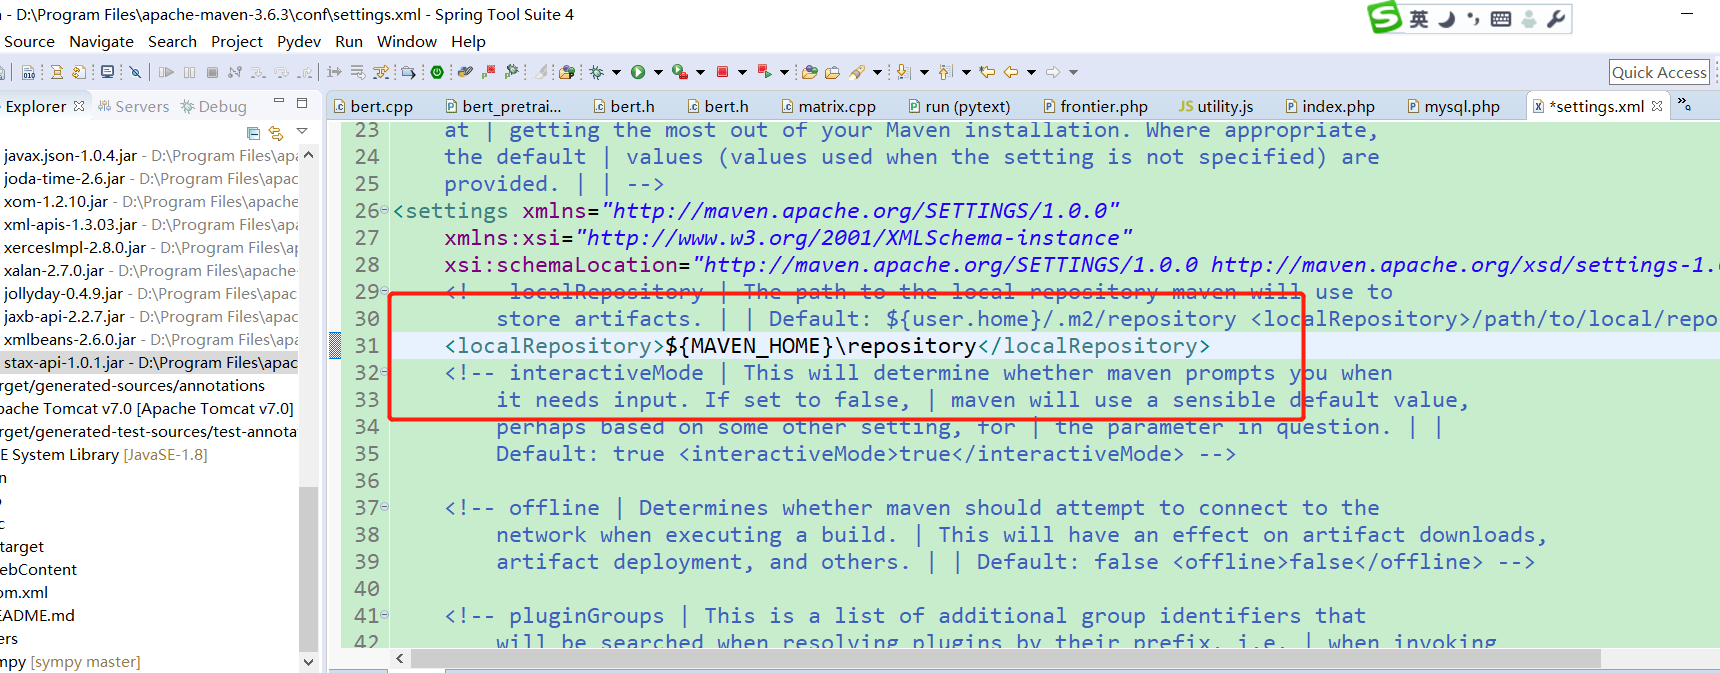 - D:\Program Files\apache-maven-3.6.3\conf\settings.xml - Spring Tool Suite 4
英
Source Navigate Search Project Pydev Run Window Help
Quick Access
Explorer Servers Debug
bert.cpp bert_pretrai... bert.h bert.h matrix.cpp run (pytext) frontier.php JS utility.js index.php mysql.php *settings.xml
javax.json-1.0.4.jar - D:\Program Files\apa
joda-time-2.6.jar - D:\Program Files\apac
xom-1.2.10.jar - D:\Program Files\apache
xml-apis-1.3.03.jar - D:\Program Files\apa
xercesImpl-2.8.0.jar - D:\Program Files\ap
xalan-2.7.0.jar - D:\Program Files\apache-
jollyday-0.4.9.jar - D:\Program Files\apac
jaxb-api-2.2.7.jar - D:\Program Files\apac
xmlbeans-2.6.0.jar - D:\Program Files\apa
stax-api-1.0.1.jar - D:\Program Files\apac
rget/generated-sources/annotations
pache Tomcat v7.0 [Apache Tomcat v7.0]
rget/generated-test-sources/test-annota
E System Library [JavaSE-1.8]
n
c
target
ebContent
om.xml
EADME.md
ers
mpy [sympy master]
23 at | getting the most out of your Maven installation. Where appropriate,
24 the default | values (values used when the setting is not specified) are
25 provided. | | -->
26 <settings xmlns="http://maven.apache.org/SETTINGS/1.0.0"
27 xmlns:xsi="http://www.w3.org/2001/XMLSchema-instance"
28 xsi:schemaLocation="http://maven.apache.org/SETTINGS/1.0.0 http://maven.apache.org/xsd/settings-1.
29 <!-- localRepository | The path to the local repository maven will use to
30 store artifacts. | | Default: ${user.home}/.m2/repository <localRepository>/path/to/local/repo
31 <localRepository>${MAVEN_HOME}\repository</localRepository>
32 <!-- interactiveMode | This will determine whether maven prompts you when
33 it needs input. If set to false, | maven will use a sensible default value,
34 perhaps based on some other setting, for | the parameter in question. | |
35 Default: true <interactiveMode>true</interactiveMode> -->
36
37 <!-- offline | Determines whether maven should attempt to connect to the
38 network when executing a build. | This will have an effect on artifact downloads,
39 artifact deployment, and others. | | Default: false <offline>false</offline> -->
40
41 <!-- pluginGroups | This is a list of additional group identifiers that
42 will be searched when resolving plugins by their prefix, i.e. | when invoking